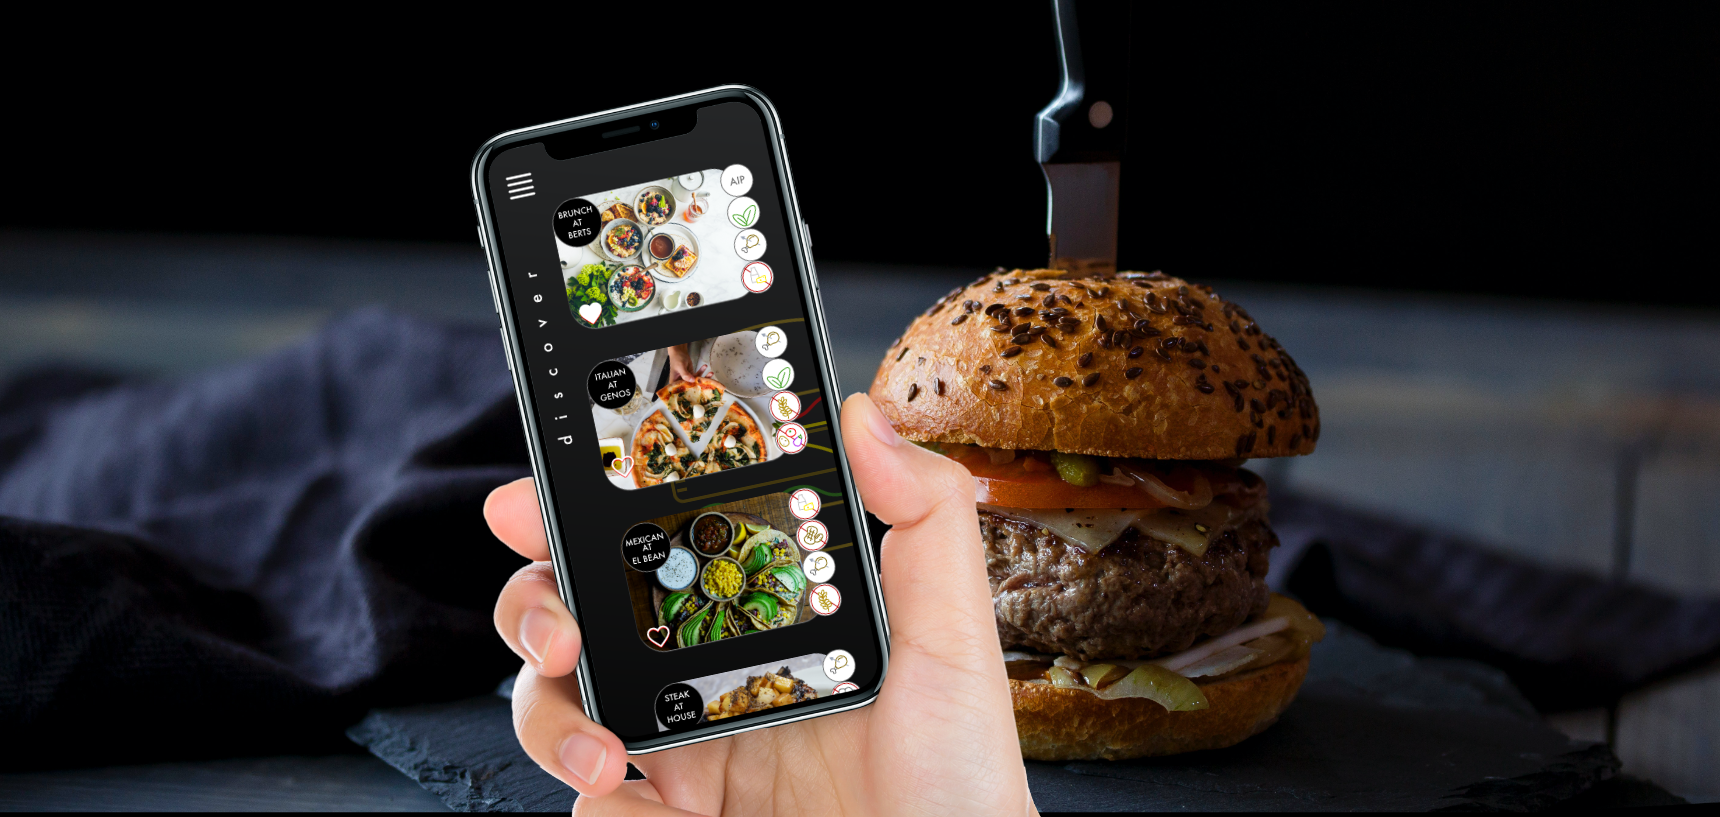 BRUNCH
AT
BERTS
AIP
discover
ITALIAN
AT
GENOS
MEXICAN
AT
EL BEAN
STEAK
AT
HOUSE